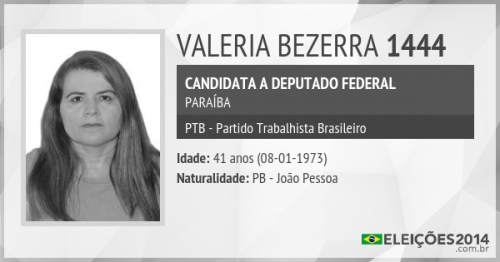 VALERIA BEZERRA 1444
CANDIDATA A DEPUTADO FEDERAL
PARAÍBA
PTB - Partido Trabalhista Brasileiro
Idade: 41 anos (08-01-1973)
Naturalidade: PB - João Pessoa
ELEIÇÕES2014
.com.br